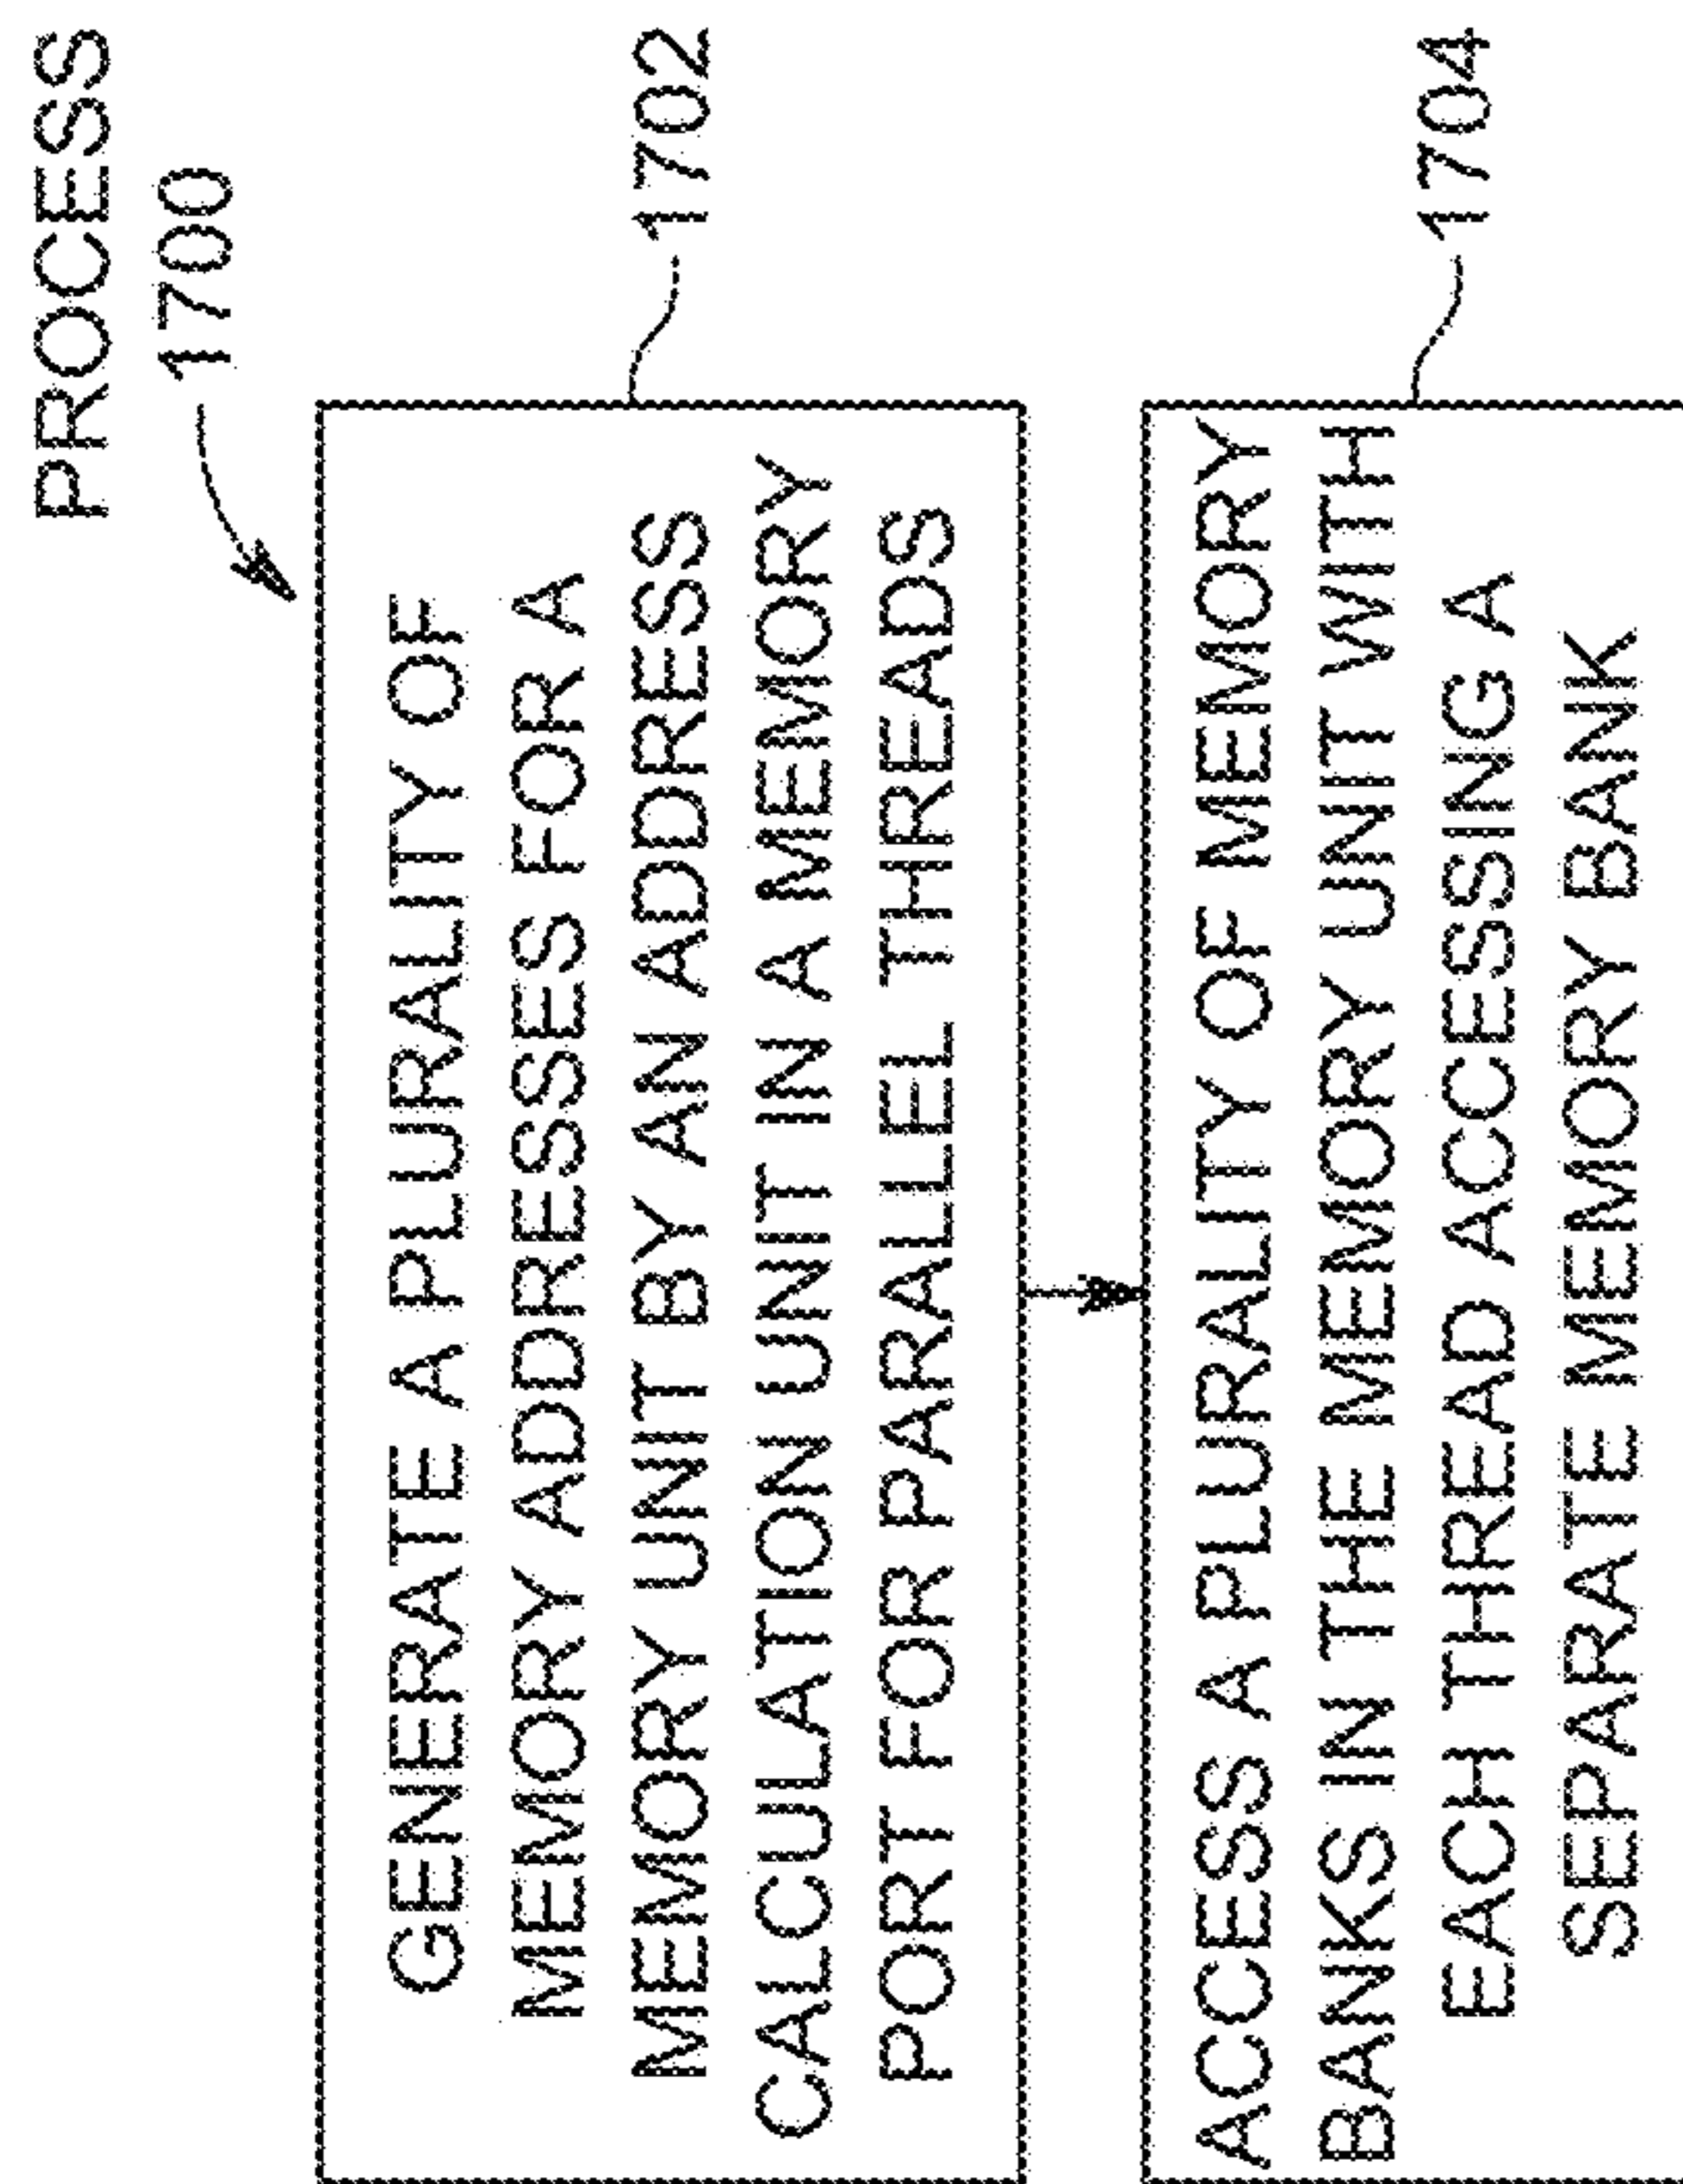 PROCESS
1700
GENERATE A PLURALITY OF
MEMORY ADDRESSES FOR A
MEMORY UNIT BY AN ADDRESS
CALCULATION UNIT IN A MEMORY
PORT FOR PARALLEL THREADS
1702
ACCESS A PLURALITY OF MEMORY
BANKS IN THE MEMORY UNIT WITH
EACH THREAD ACCESSING A
SEPARATE MEMORY BANK
1704